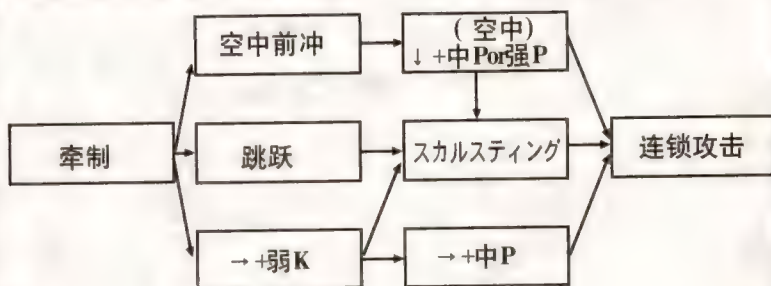 空中前冲
(空中)
↓+中Por强P
牵制
跳跃
スカルスティング
连锁攻击
→+弱K
→+中P